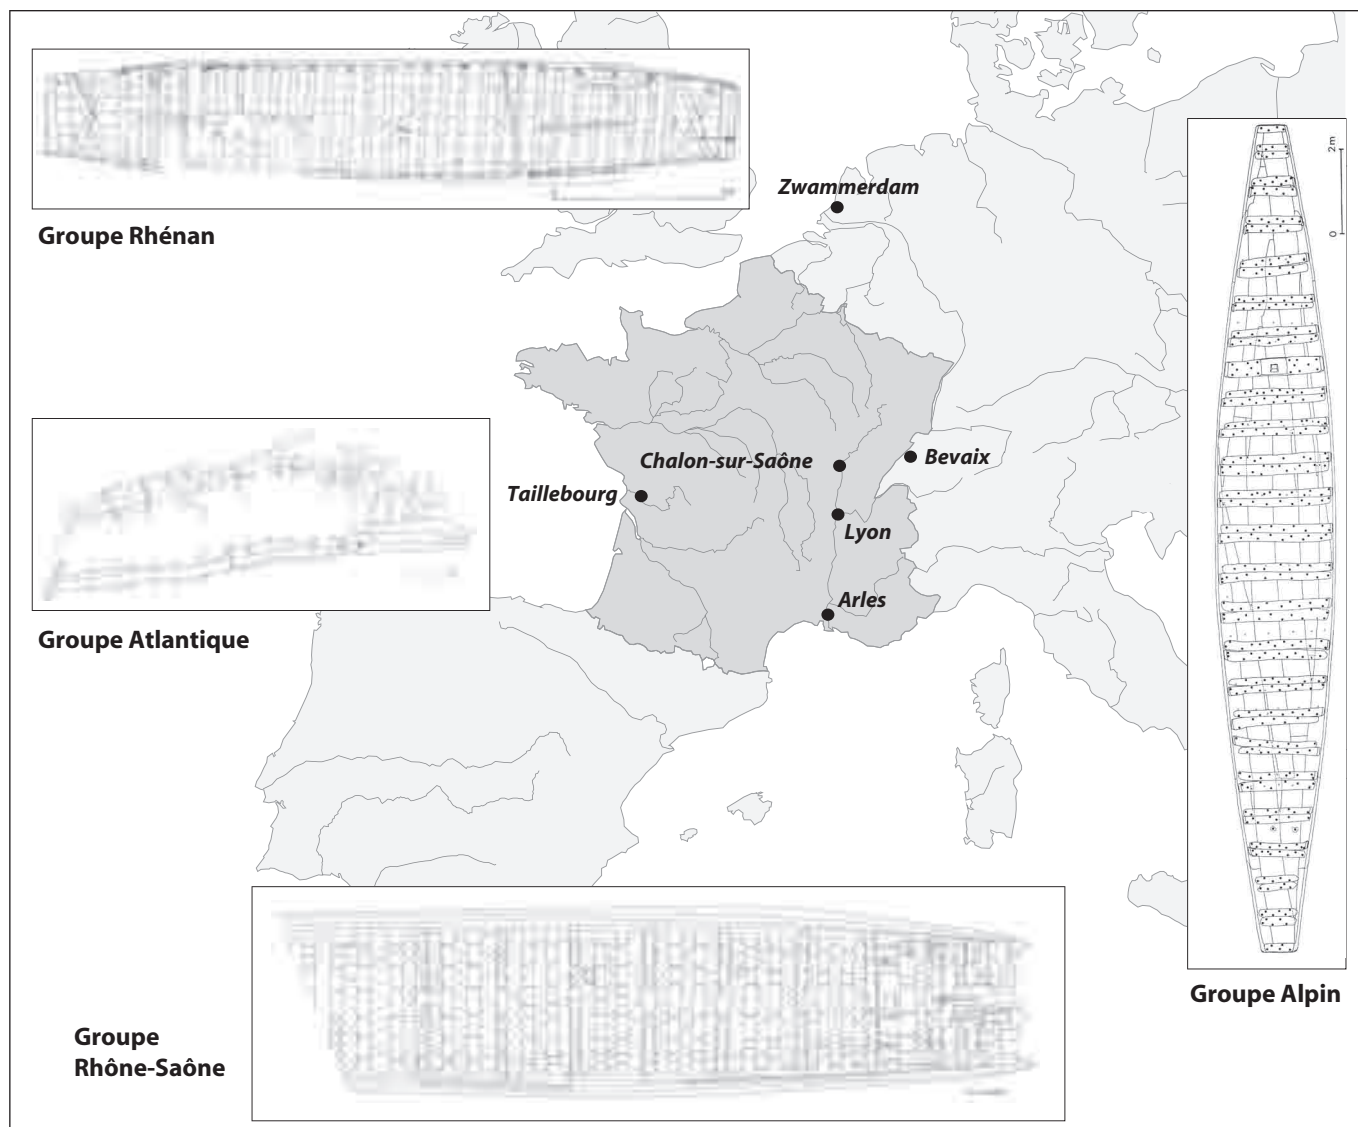 Zwammerdam
Groupe Rhénan
2m
0
Chalon-sur-Saône
Bevaix
Taillebourg
Lyon
Arles
Groupe Atlantique
Groupe Alpin
Groupe
Rhône-Saône